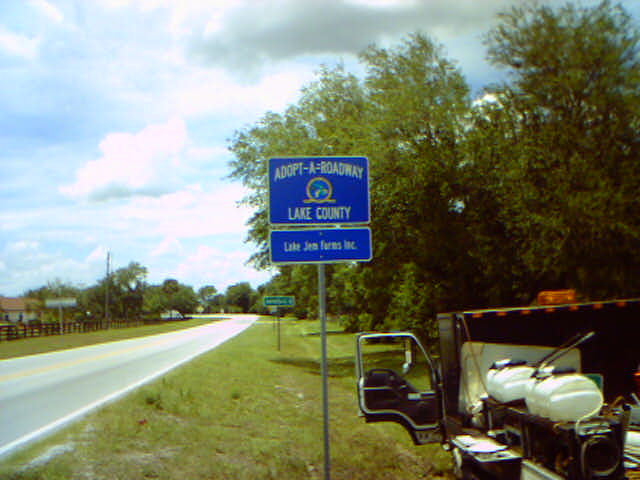 ADOPT-A-ROADWAY
LAKE COUNTY
Lake Jem Farms Inc.